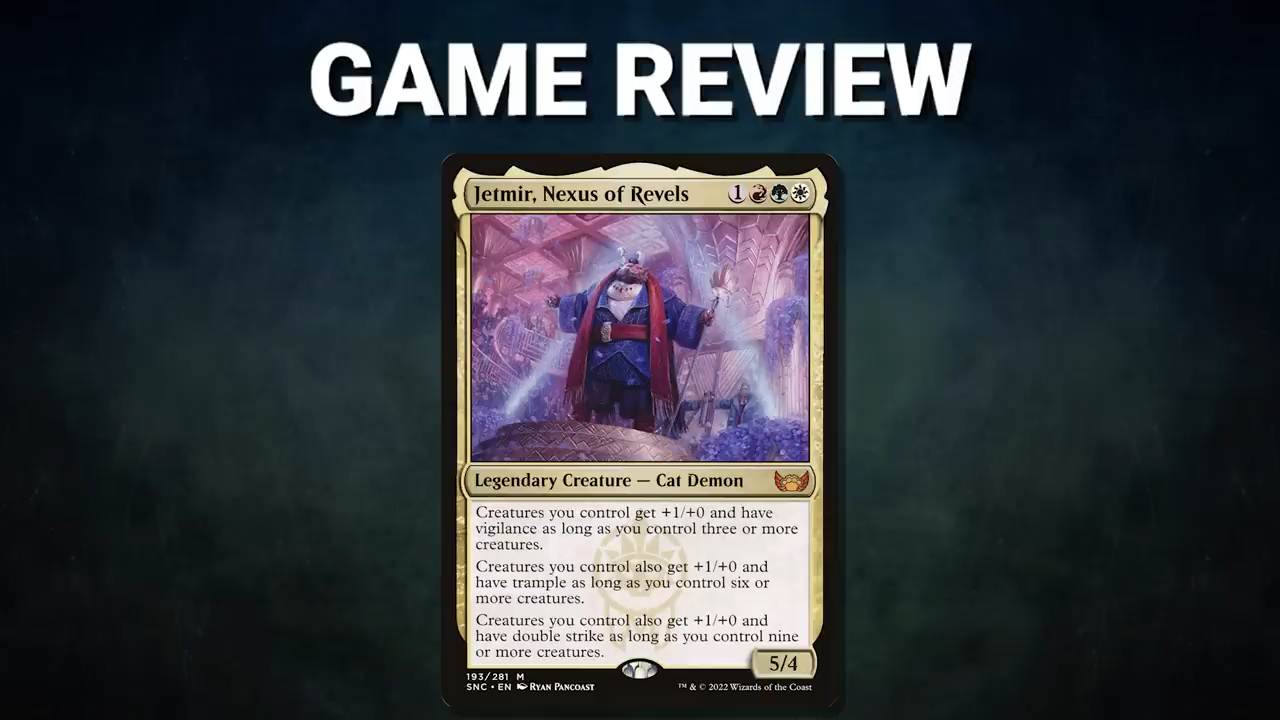 GAME REVIEW
Jetmir, Nexus of Revels 1
Legendary Creature — Cat Demon
Creatures you control get +1/+0 and have
vigilance as long as you control three or more
creatures.
Creatures you control also get +1/+0 and
have trample as long as you control six or
more creatures.
Creatures you control also get +1/+0 and
have double strike as long as you control nine
or more creatures.
5/4
193/281 M
SNC • EN Ryan Pancoast
™ & © 2022 Wizards of the Coast